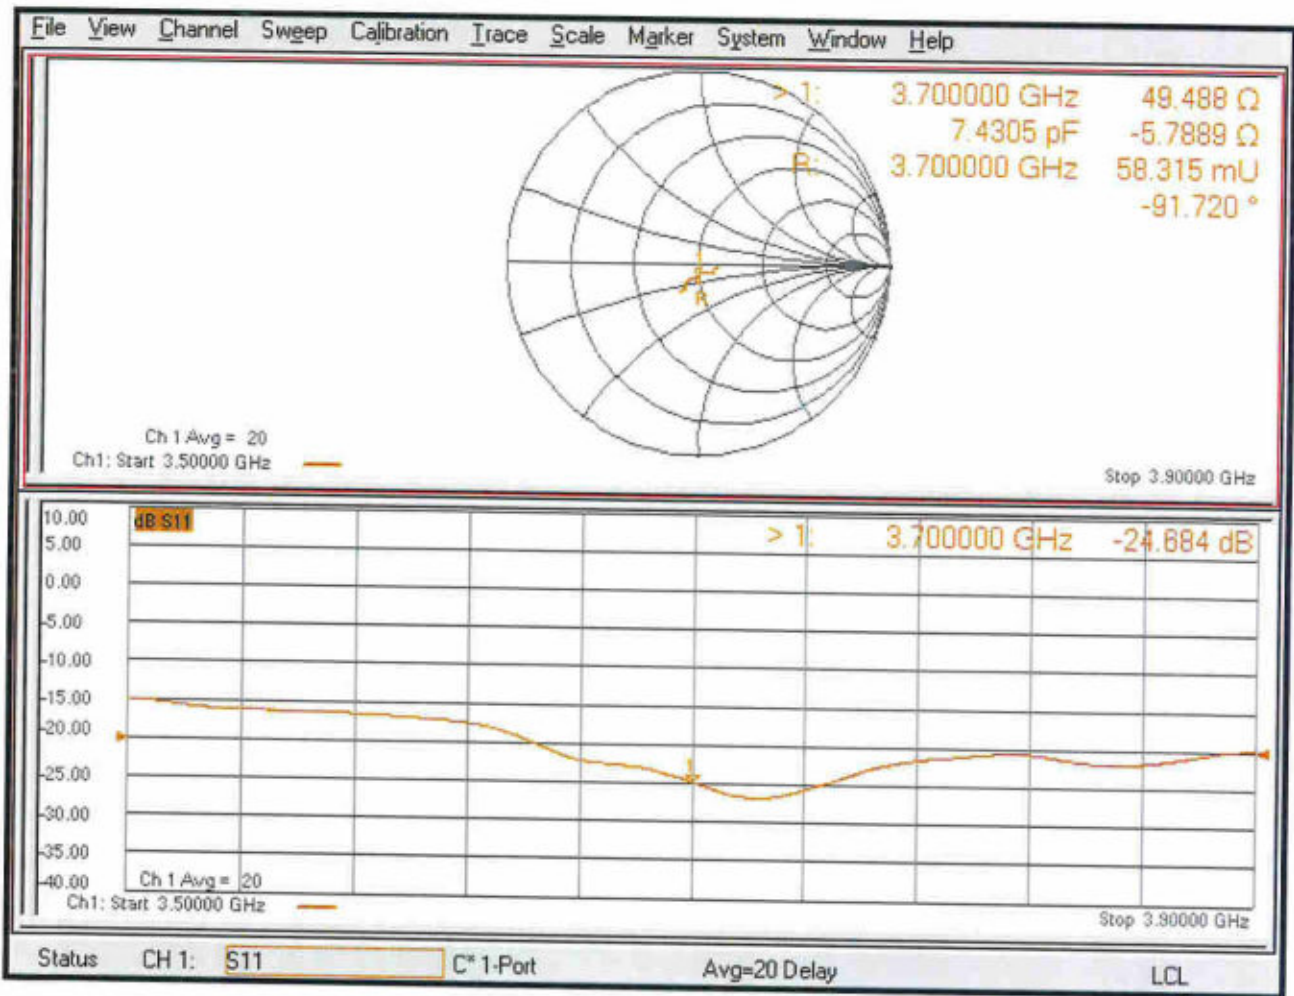 File View Channel Sweep Calibration Trace Scale Marker System Window Help
> 1: 3.700000 GHz 49.488 Ω
7.4305 pF -5.7889 Ω
R: 3.700000 GHz 58.315 mU
-91.720 °
1
R
Ch 1 Avg = 20
Ch1: Start 3.50000 GHz
Stop 3.90000 GHz
10.00
dB S11
> 1: 3.700000 GHz -24.684 dB
5.00
0.00
-5.00
-10.00
-15.00
-20.00
-25.00
1
-30.00
-35.00
-40.00
Ch 1 Avg = 20
Ch1: Start 3.50000 GHz
Stop 3.90000 GHz
Status CH 1: S11 C* 1-Port Avg=20 Delay LCL